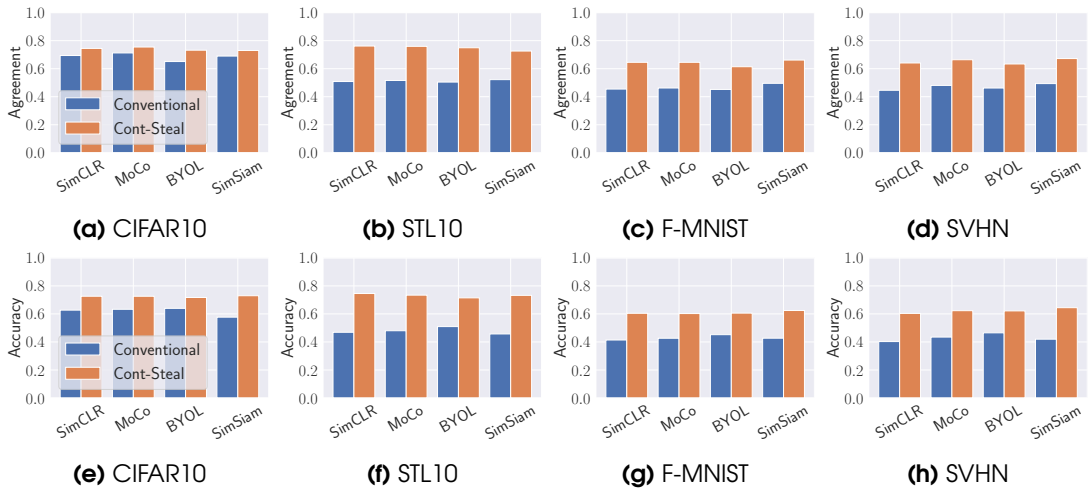 1.0
0.8
0.6
0.4
0.2
0.0
Agreement
Conventional
Cont-Steal
SimCLR
MoCo
BYOL
SimSiam
(a) CIFAR10
1.0
0.8
0.6
0.4
0.2
0.0
Agreement
SimCLR
MoCo
BYOL
SimSiam
(b) STL10
1.0
0.8
0.6
0.4
0.2
0.0
Agreement
SimCLR
MoCo
BYOL
SimSiam
(c) F-MNIST
1.0
0.8
0.6
0.4
0.2
0.0
Agreement
SimCLR
MoCo
BYOL
SimSiam
(d) SVHN
1.0
0.8
0.6
0.4
0.2
0.0
Accuracy
Conventional
Cont-Steal
SimCLR
MoCo
BYOL
SimSiam
(e) CIFAR10
1.0
0.8
0.6
0.4
0.2
0.0
Accuracy
SimCLR
MoCo
BYOL
SimSiam
(f) STL10
1.0
0.8
0.6
0.4
0.2
0.0
Accuracy
SimCLR
MoCo
BYOL
SimSiam
(g) F-MNIST
1.0
0.8
0.6
0.4
0.2
0.0
Accuracy
SimCLR
MoCo
BYOL
SimSiam
(h) SVHN